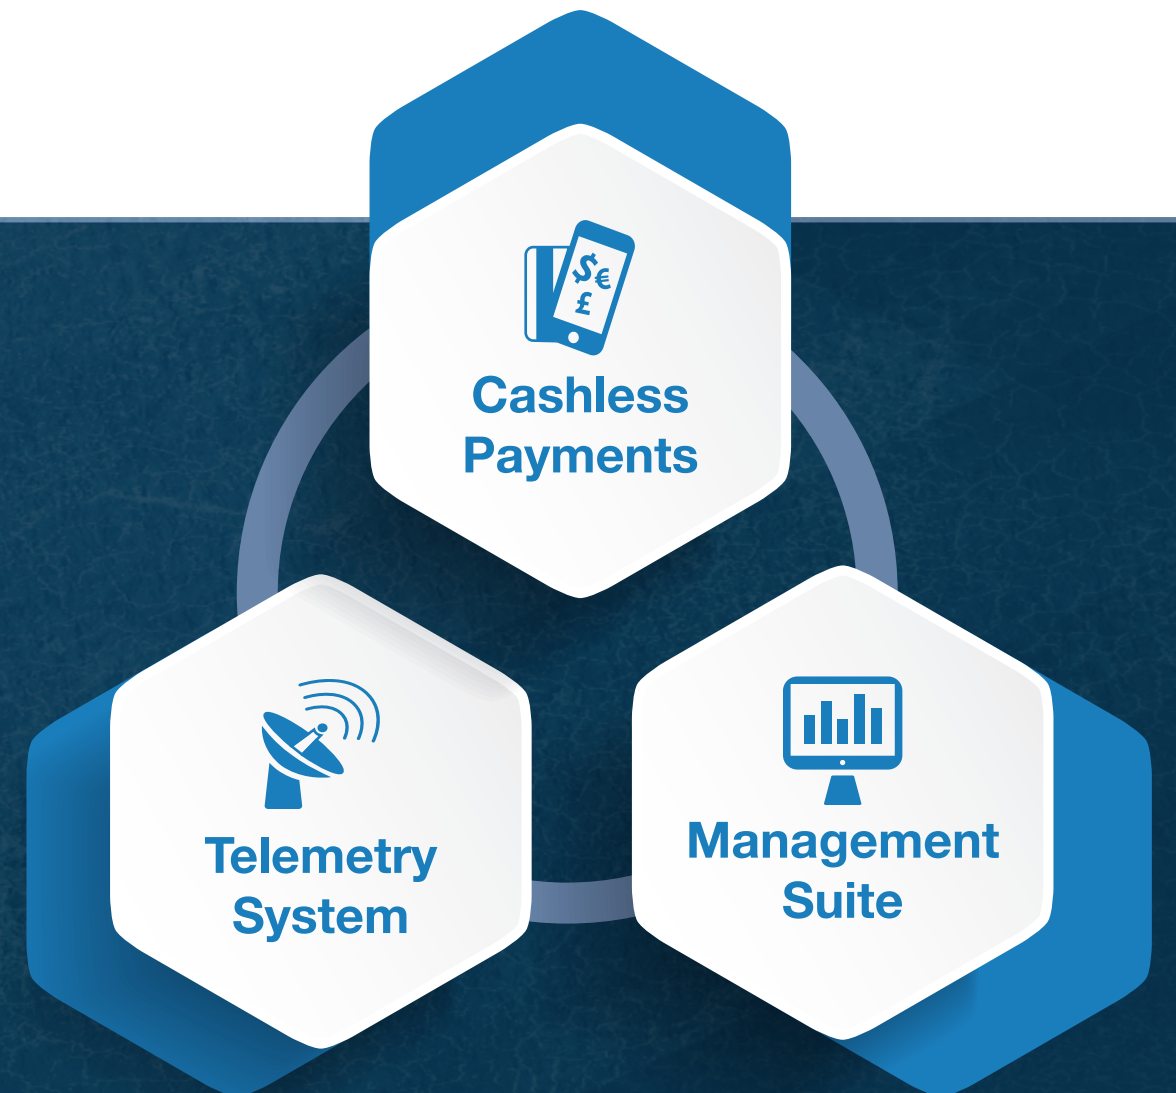 $€
£
Cashless
Payments
Telemetry
System
Management
Suite